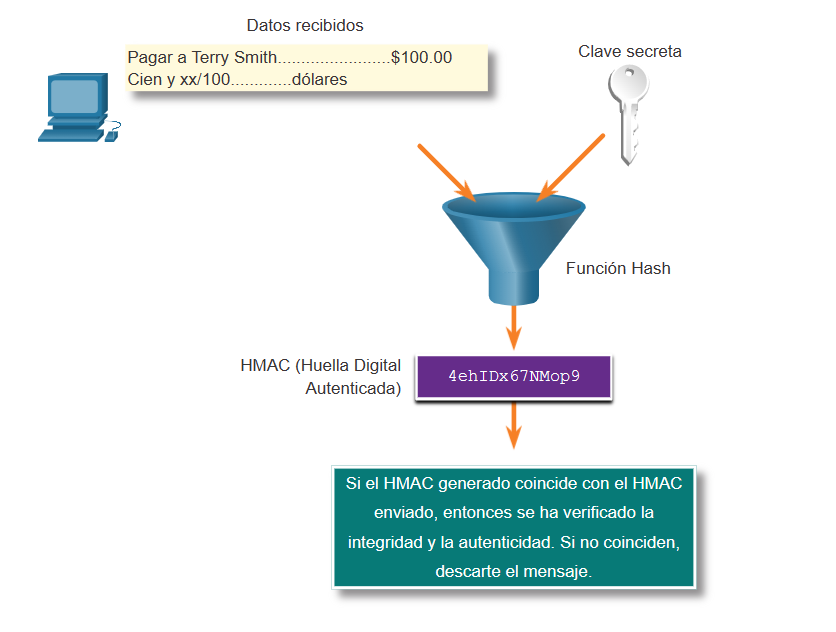 Datos recibidos
Pagar a Terry Smith........................$100.00
Cien y xx/100.............dólares
Clave secreta
Función Hash
HMAC (Huella Digital
Autenticada)
4ehIDx67NMop9
Si el HMAC generado coincide con el HMAC
enviado, entonces se ha verificado la
integridad y la autenticidad. Si no coinciden,
descarte el mensaje.